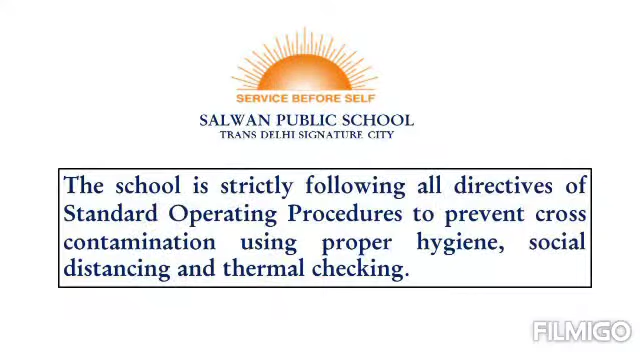 SERVICE BEFORE SELF
SALWAN PUBLIC SCHOOL
TRANS DELHI SIGNATURE CITY
The school is strictly following all directives of
Standard Operating Procedures to prevent cross
contamination using proper hygiene, social
distancing and thermal checking.
FILMIGO